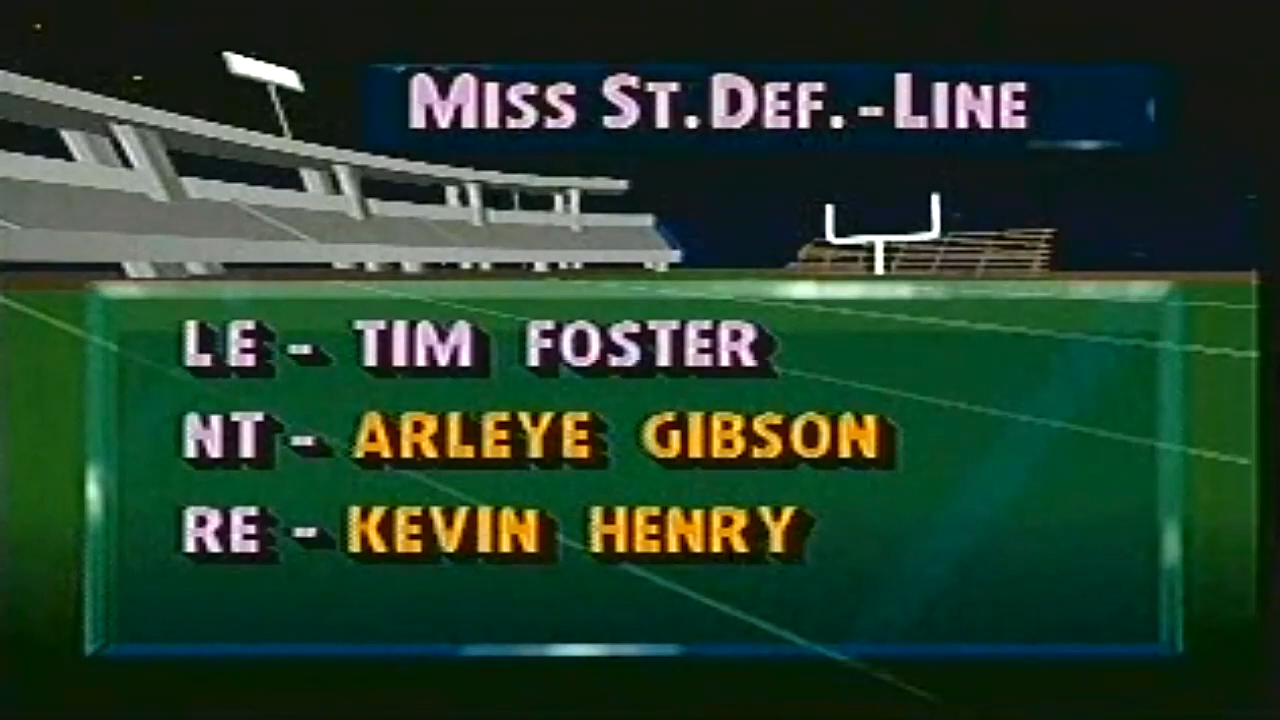 MISS ST. DEF. - LINE
LE - TIM FOSTER
NT - ARLEYE GIBSON
RE - KEVIN HENRY